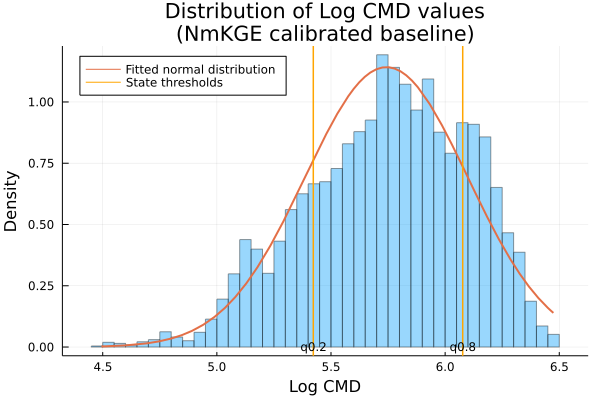 Distribution of Log CMD values
(NmKGE calibrated baseline)
Fitted normal distribution
State thresholds
Density
1.00
0.75
0.50
0.25
0.00
q0.2
q0.8
4.5
5.0
5.5
6.0
6.5
Log CMD